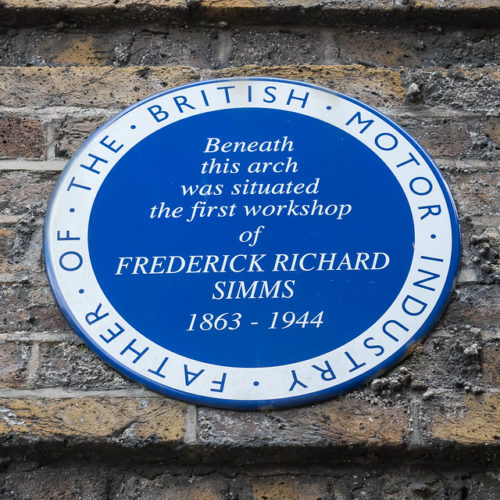 FATHER · OF · THE · BRITISH · MOTOR · INDUSTRY ·
Beneath
this arch
was situated
the first workshop
of
FREDERICK RICHARD
SIMMS
1863 - 1944